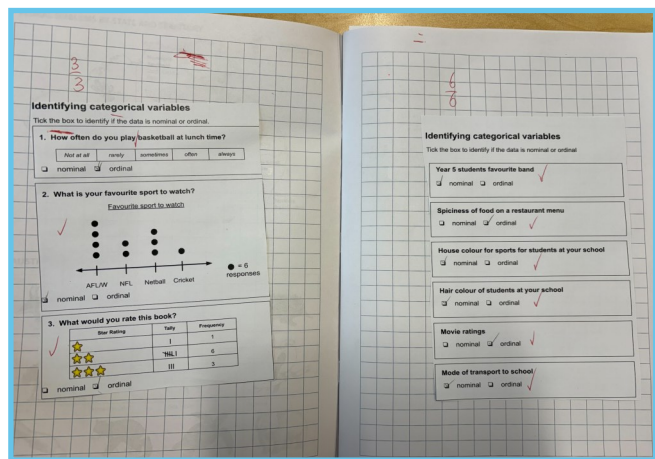 3
3
Identifying categorical variables
Tick the box to identify if the data is nominal or ordinal.
1. How often do you play basketball at lunch time?
Not at all rarely sometimes often always
nominal ordinal
2. What is your favourite sport to watch?
Favourite sport to watch
= 6
responses
AFL/W NFL Netball Cricket
nominal ordinal
3. What would you rate this book?
Star Rating Tally Frequency
I 1
6
III 3
nominal ordinal
6
6
Identifying categorical variables
Tick the box to identify if the data is nominal or ordinal
Year 5 students favourite band
nominal ordinal
Spiciness of food on a restaurant menu
nominal ordinal
House colour for sports for students at your school
nominal ordinal
Hair colour of students at your school
nominal ordinal
Movie ratings
nominal ordinal
Mode of transport to school
nominal ordinal